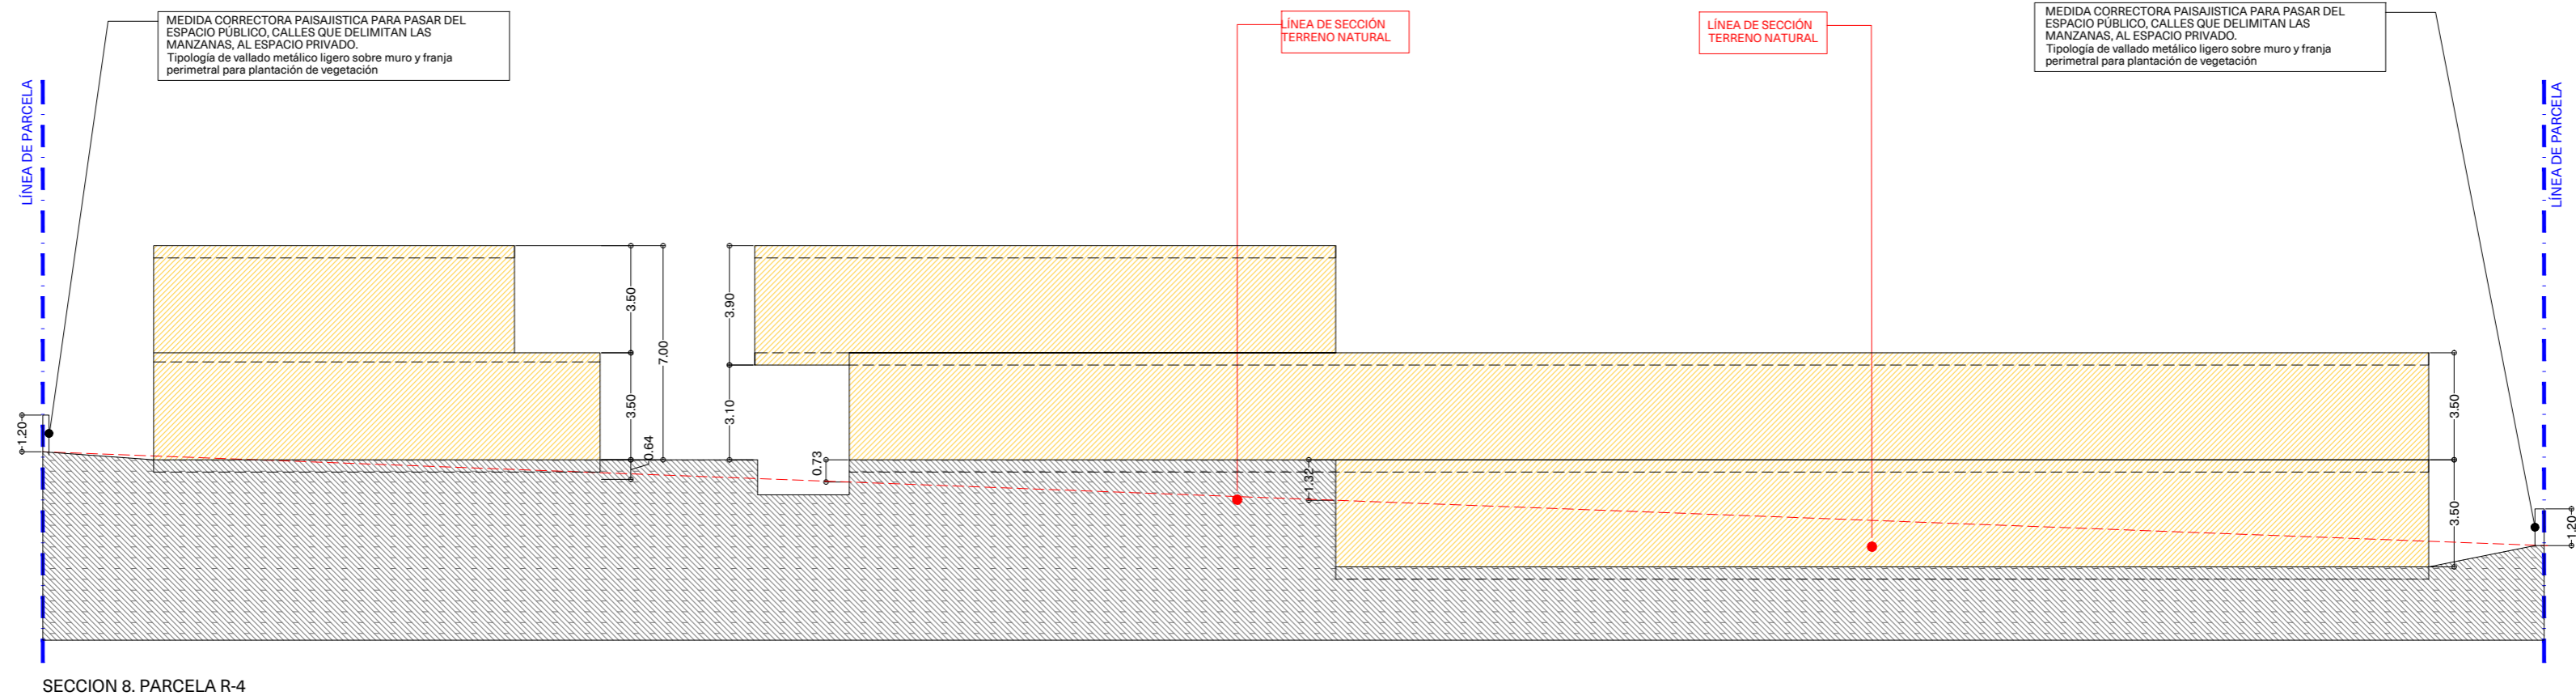 MEDIDA CORRECTORA PAISAJISTICA PARA PASAR DEL
ESPACIO PÚBLICO, CALLES QUE DELIMITAN LAS
MANZANAS, AL ESPACIO PRIVADO.
Tipología de vallado metálico ligero sobre muro y franja
perimetral para plantación de vegetación
LÍNEA DE SECCIÓN
TERRENO NATURAL
LÍNEA DE SECCIÓN
TERRENO NATURAL
MEDIDA CORRECTORA PAISAJISTICA PARA PASAR DEL
ESPACIO PÚBLICO, CALLES QUE DELIMITAN LAS
MANZANAS, AL ESPACIO PRIVADO.
Tipología de vallado metálico ligero sobre muro y franja
perimetral para plantación de vegetación
LÍNEA DE PARCELA
LÍNEA DE PARCELA
1.20
3.50
3.50
7.00
0.64
3.90
3.10
0.73
1.32
3.50
3.50
1.20
SECCION 8. PARCELA R-4